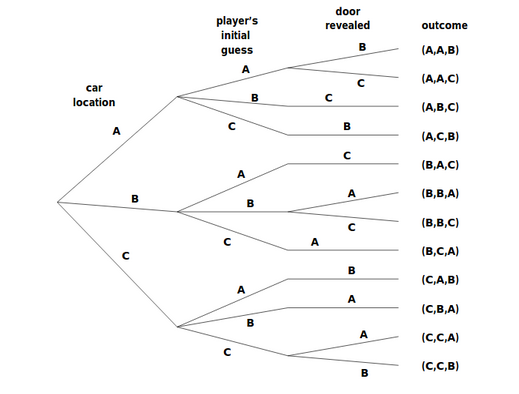 player's
initial
guess
door
revealed
outcome
car
location
A
B
C
A
B
C
A
B
C
A
B
C
B
C
C
B
C
A
C
A
B
A
A
B
(A,A,B)
(A,A,C)
(A,B,C)
(A,C,B)
(B,A,C)
(B,B,A)
(B,B,C)
(B,C,A)
(C,A,B)
(C,B,A)
(C,C,A)
(C,C,B)